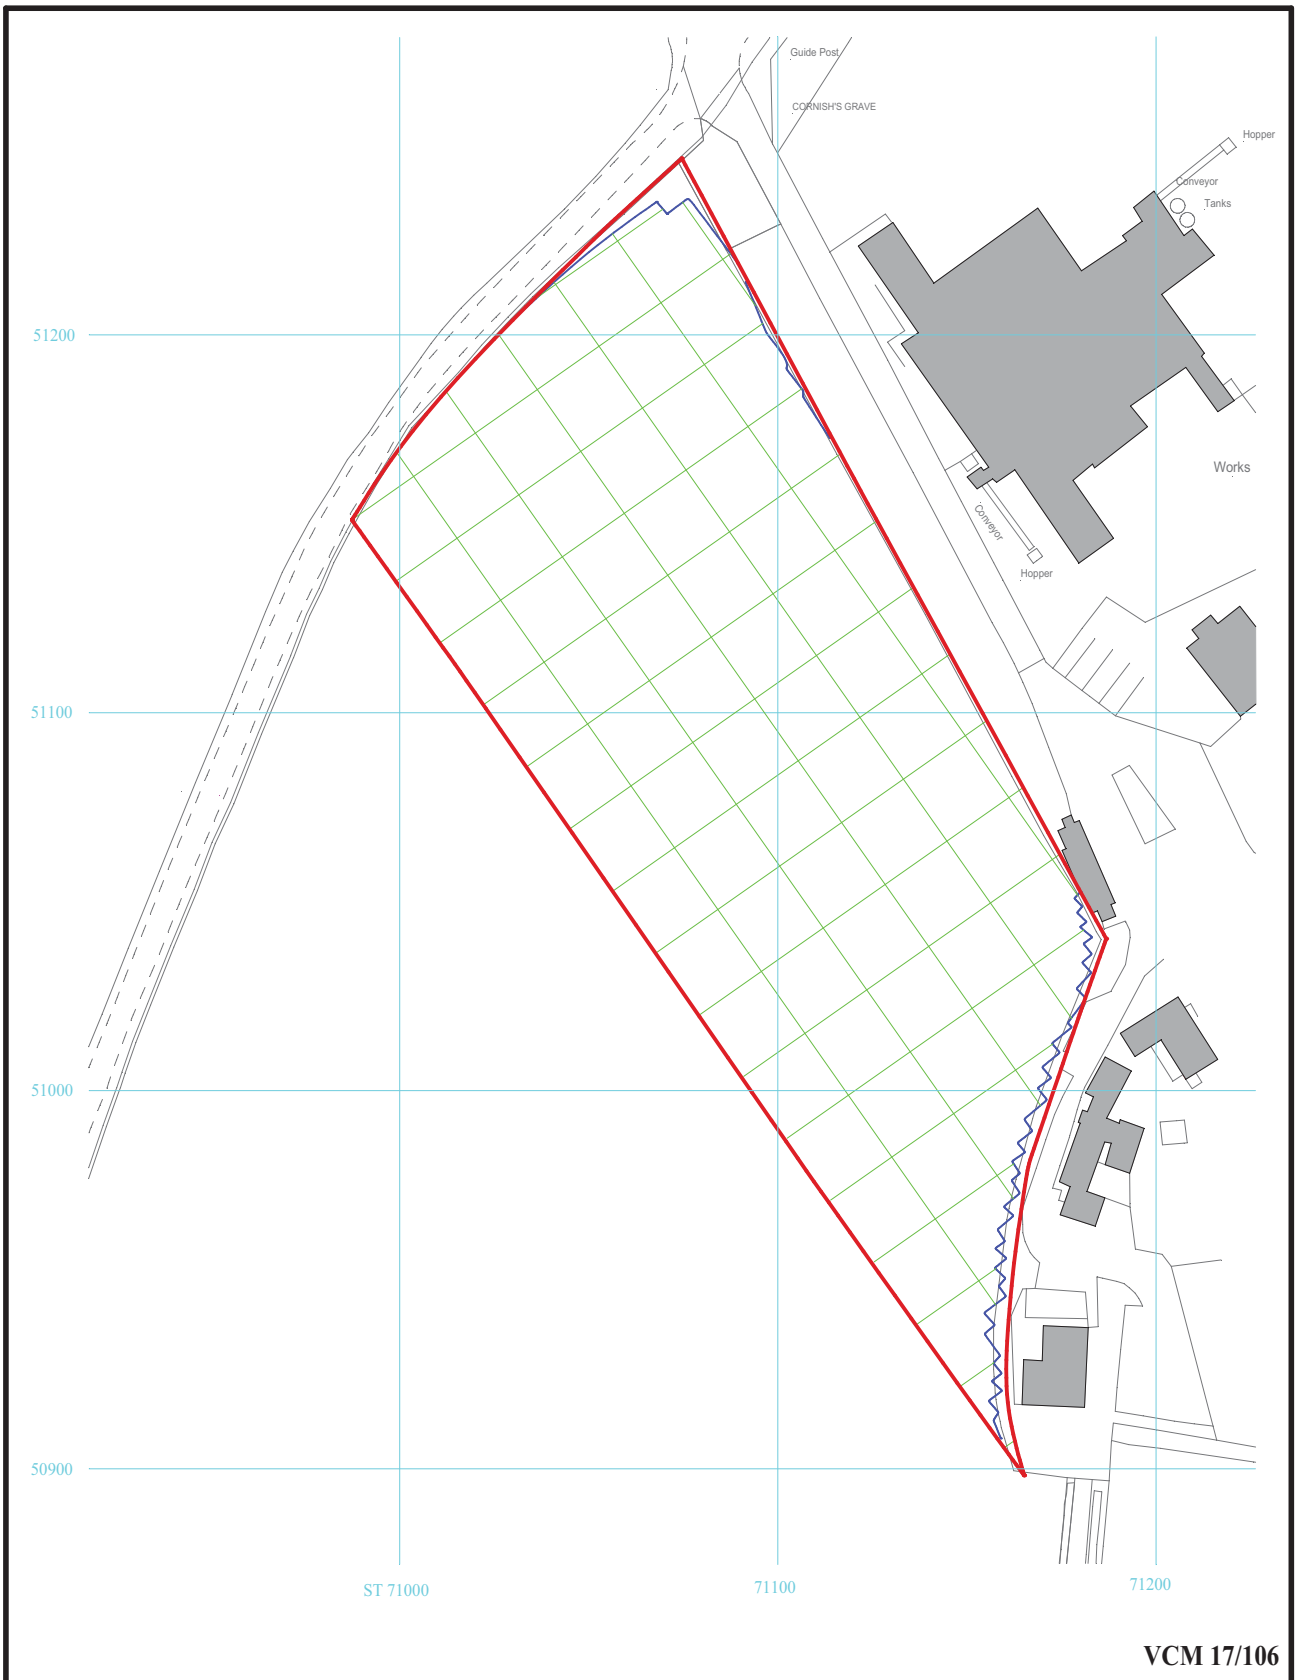 Guide Post
CORNISH'S GRAVE
Hopper
Conveyor
Tanks
51200
Works
Conveyor
Hopper
51100
51000
50900
ST 71000
71100
71200
VCM 17/106